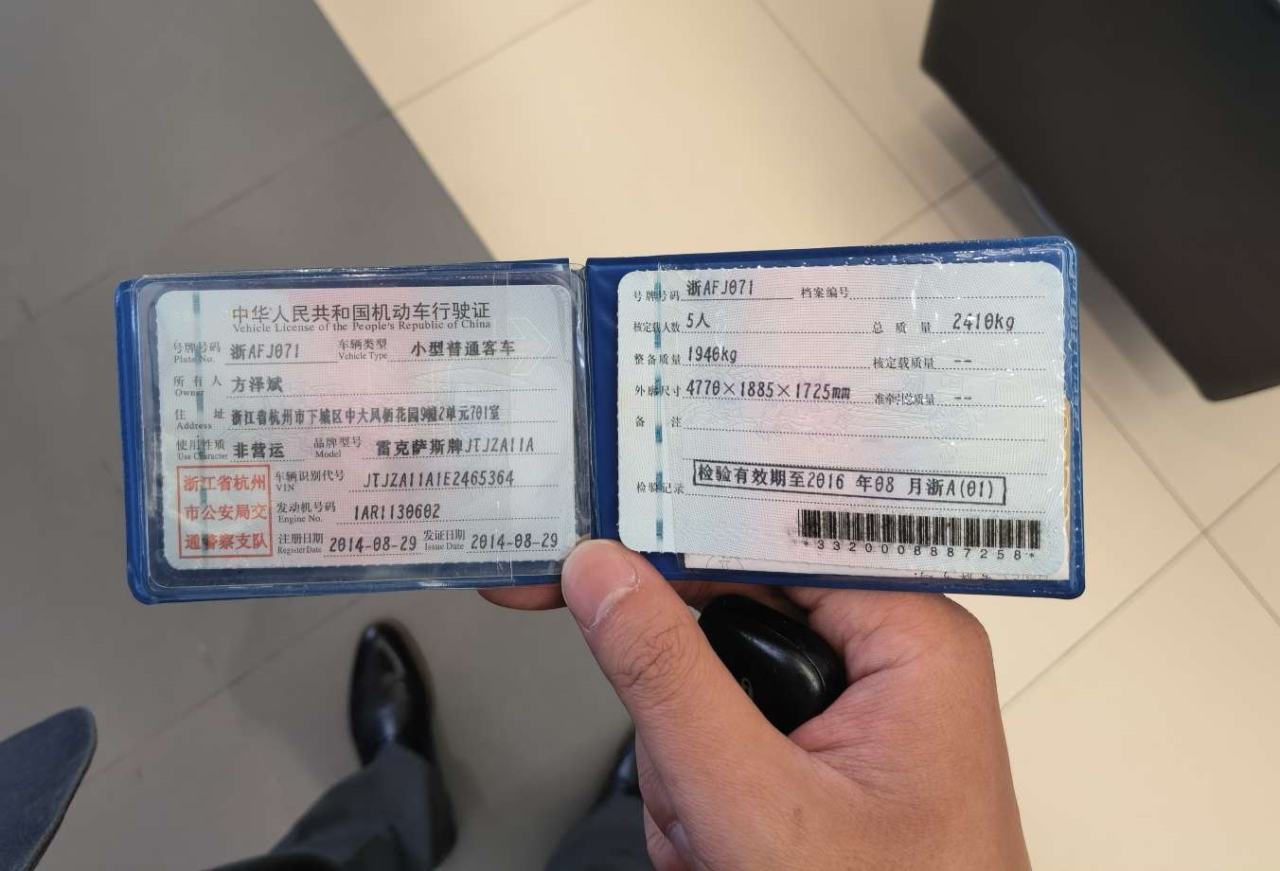 中华人民共和国机动车行驶证
Vehicle License of the People's Republic of China
号牌号码 浙AFJ071 车辆类型 小型普通客车
Plate No. Vehicle Type
所有人 方泽斌
Owner
住址 浙江省杭州市下城区中大凤栖花园9幢2单元701室
Address
使用性质 非营运 品牌型号 雷克萨斯牌JTJZA11A
Use Character Model
浙江省杭州
市公安局交
通警察支队
车辆识别代号 JTJZA11A1E2465364
VIN
发动机号码 1AR1130602
Engine No.
注册日期 2014-08-29 发证日期 2014-08-29
Register Date Issue Date
号牌号码 浙AFJ071 档案编号
核定载人数 5人 总质量 2410kg
整备质量 1940kg 核定载质量 --
外廓尺寸 4770×1885×1725mm 准牵引总质量 --
备注
检验记录 检验有效期至2016 年08 月浙A(01)
*3320008887258*